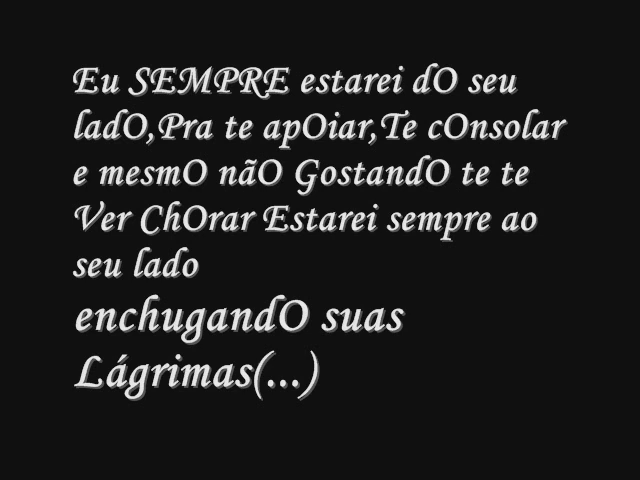 Eu SEMPRE estarei dO seu
ladO,Pra te apOiar,Te cOnsolar
e mesmO nãO GostandO te te
Ver ChOrar Estarei sempre ao
seu lado
enchugandO suas
Lágrimas(...)